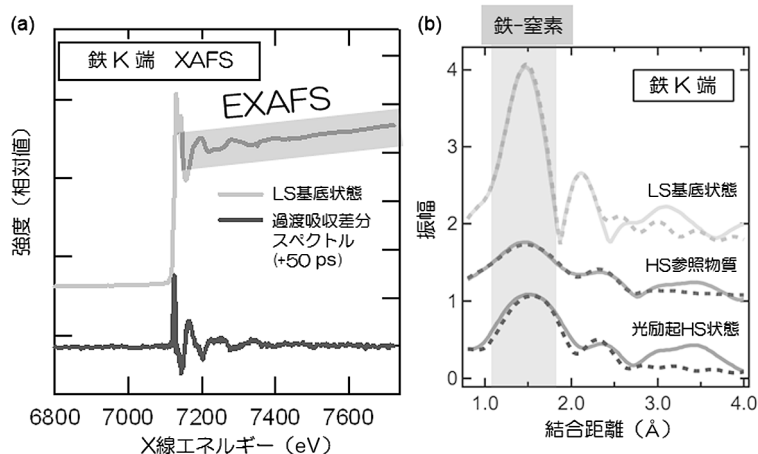 (a)
鉄K端 XAFS
EXAFS
LS基底状態
過渡吸収差分
スペクトル
(+50 ps)
強度（相対値）
6800 7000 7200 7400 7600
X線エネルギー（eV）
(b)
鉄-窒素
鉄K端
4
3
2
1
0
LS基底状態
HS参照物質
光励起HS状態
振幅
1.0 2.0 3.0 4.0
結合距離（Å）